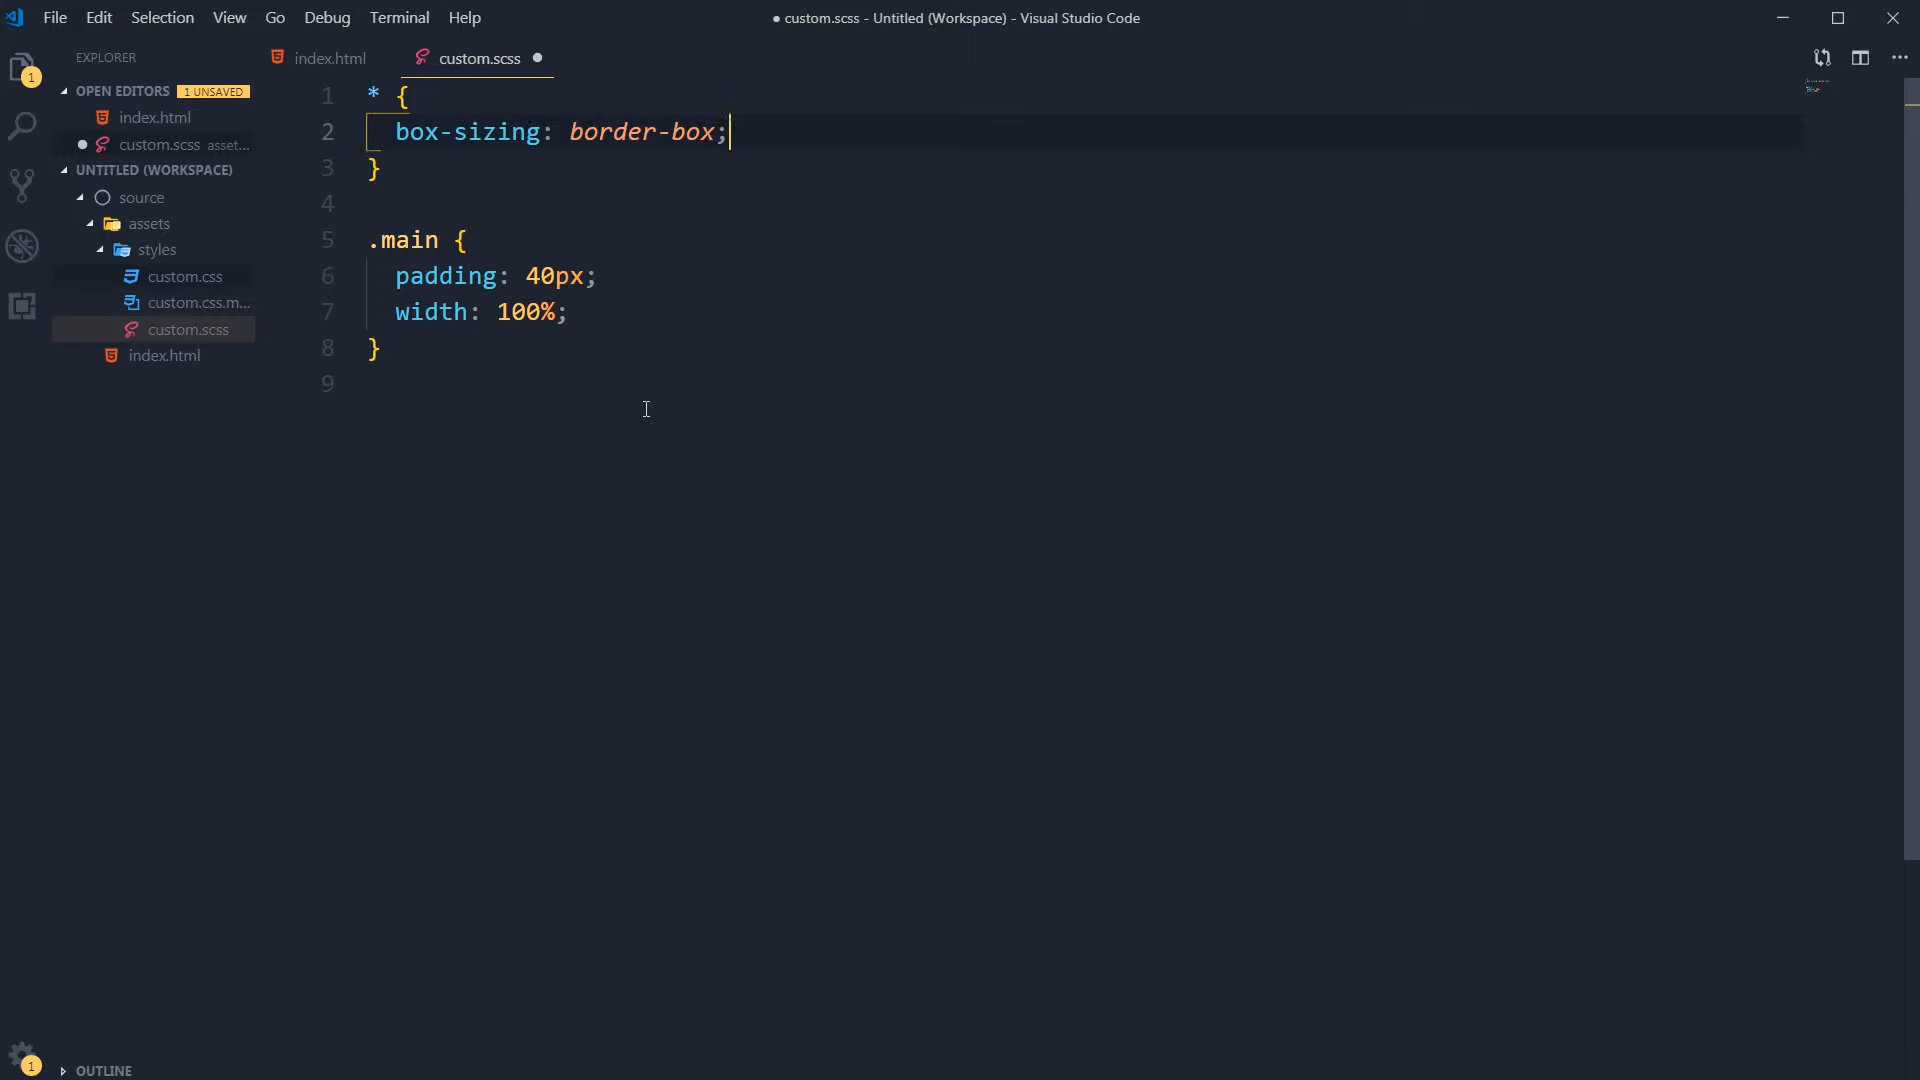 File Edit Selection View Go Debug Terminal Help
● custom.scss - Untitled (Workspace) - Visual Studio Code
EXPLORER
OPEN EDITORS 1 UNSAVED
index.html
custom.scss asset...
UNTITLED (WORKSPACE)
source
assets
styles
custom.css
custom.css.m...
custom.scss
index.html
OUTLINE
1
1
index.html custom.scss
1 * {
2 box-sizing: border-box;
3 }
4
5 .main {
6 padding: 40px;
7 width: 100%;
8 }
9